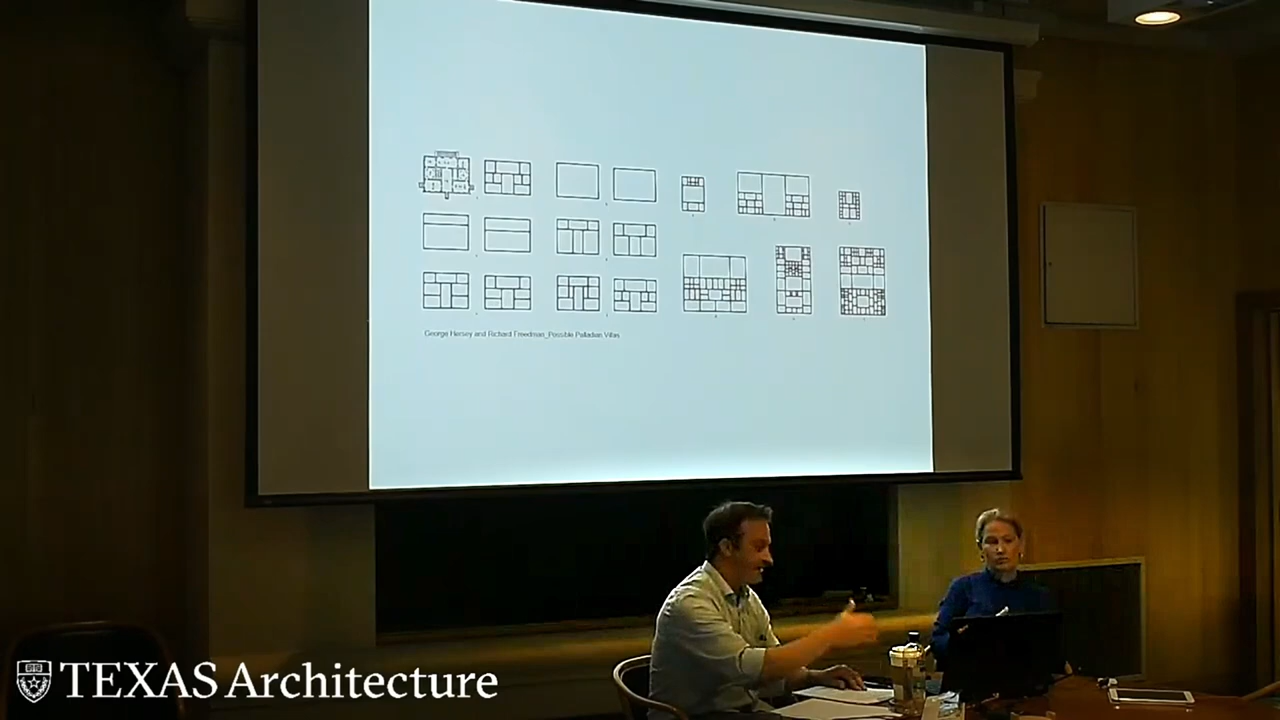 George Hersey and Richard Freedman_Possible Palladian Villas
TEXAS Architecture